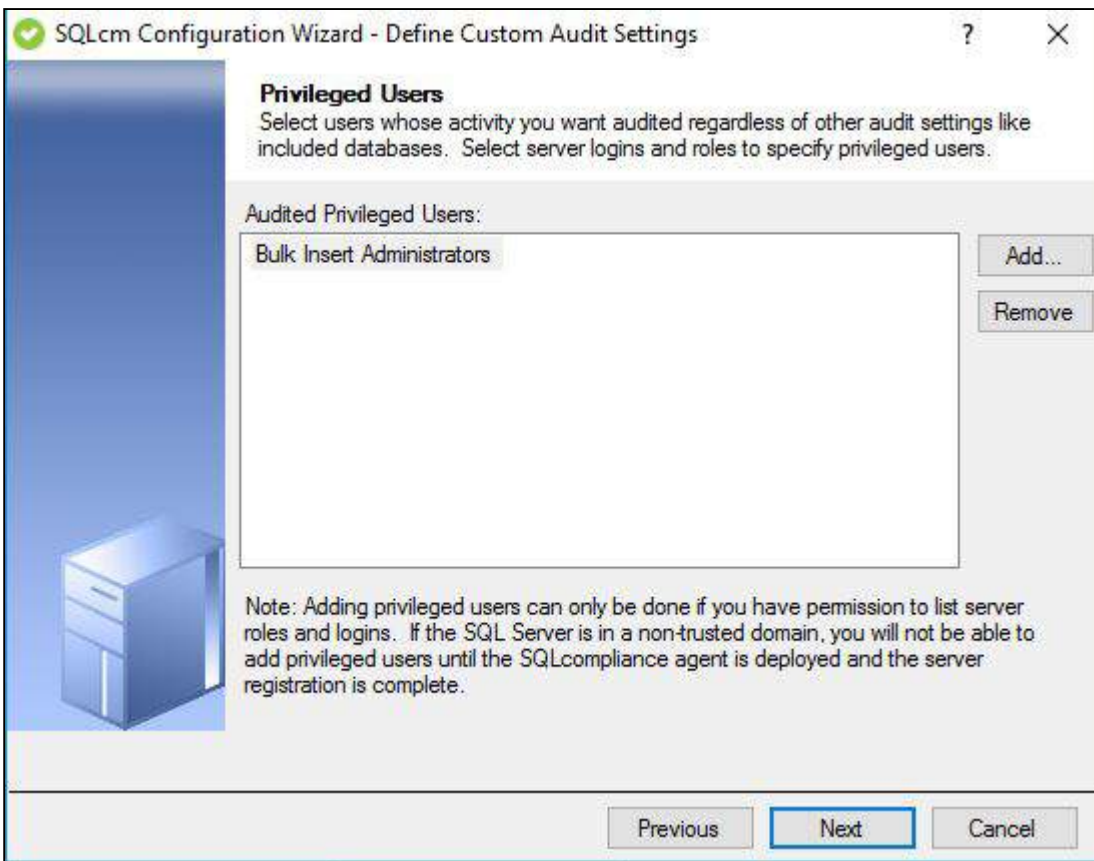 SQLcm Configuration Wizard - Define Custom Audit Settings ?
Privileged Users
Select users whose activity you want audited regardless of other audit settings like
included databases. Select server logins and roles to specify privileged users.
Audited Privileged Users:
Bulk Insert Administrators
Add...
Remove
Note: Adding privileged users can only be done if you have permission to list server
roles and logins. If the SQL Server is in a non-trusted domain, you will not be able to
add privileged users until the SQLcompliance agent is deployed and the server
registration is complete.
Previous Next Cancel